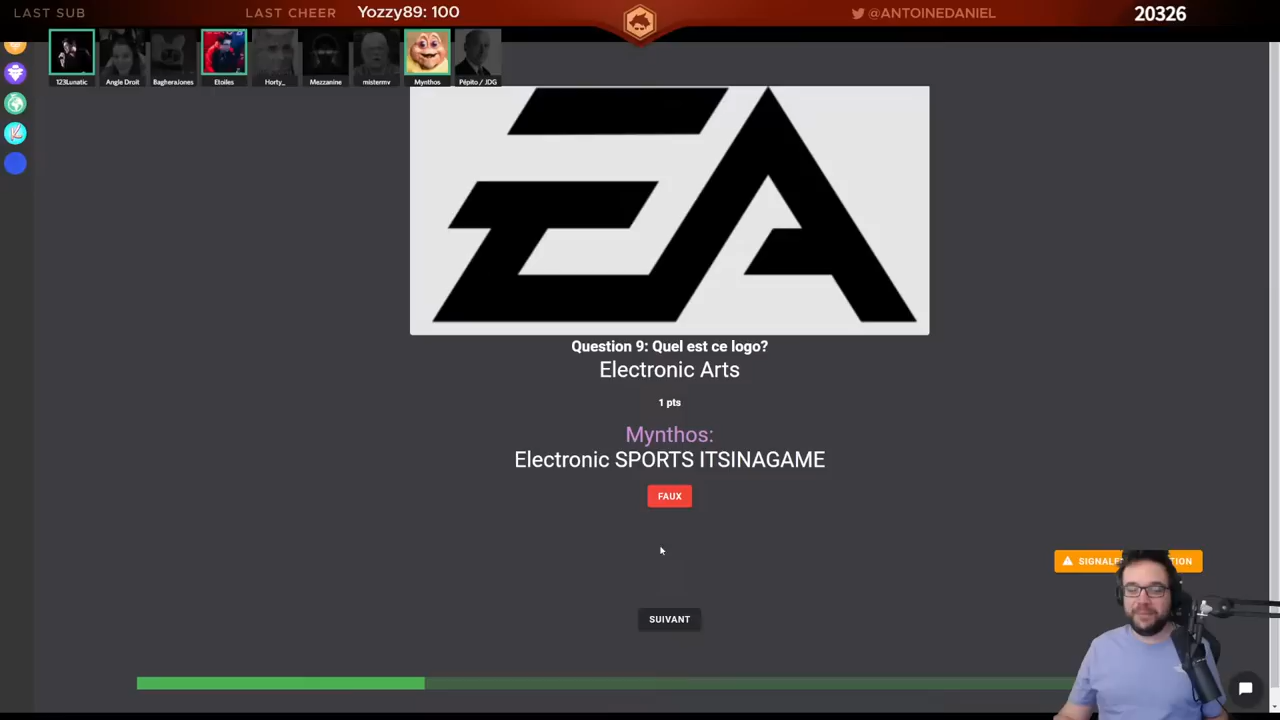 LAST SUB LAST CHEER Yozzy89: 100 @ANTOINEDANIEL 20326
123Lunatic Angle Droit BagheraJones Etoiles Horty_ Mezzanine mistermv Mynthos Pépito / JDG
EA
Question 9: Quel est ce logo?
Electronic Arts
1 pts
Mynthos:
Electronic SPORTS ITSINAGAME
FAUX
SUIVANT